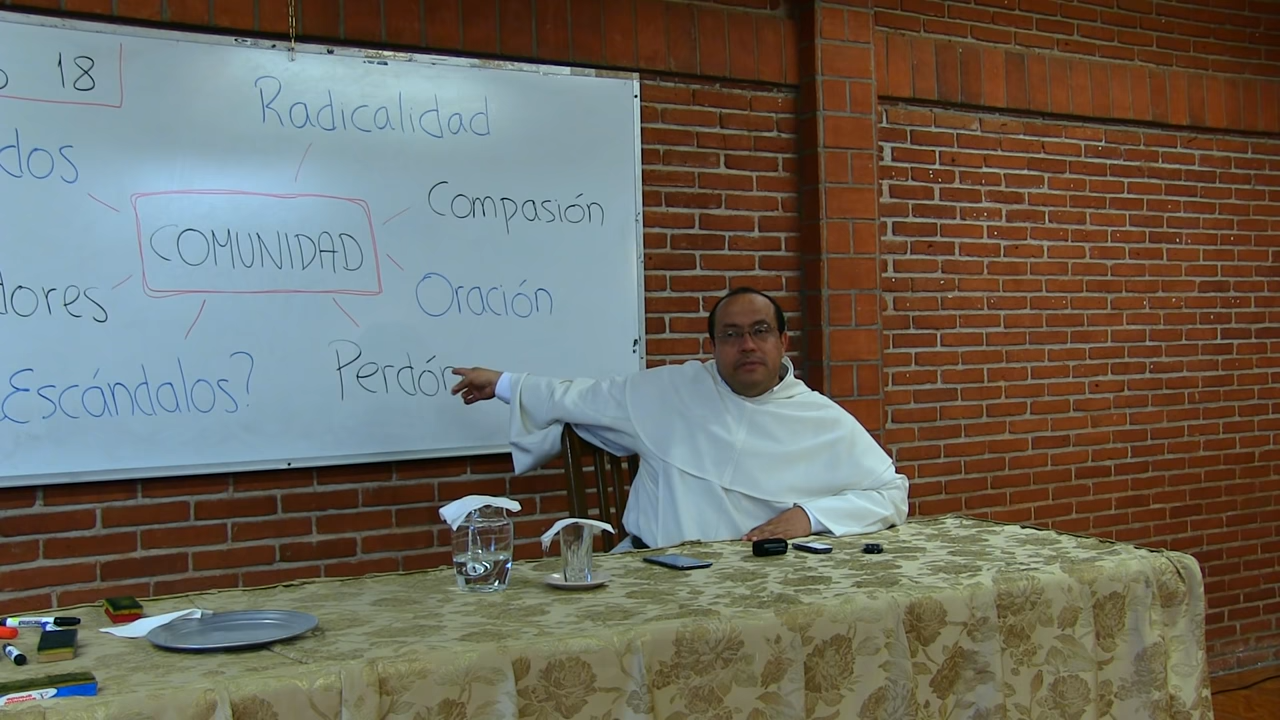 18
Radicalidad
dos
Compasión
COMUNIDAD
Oración
dores
Perdón
¿Escándalos?